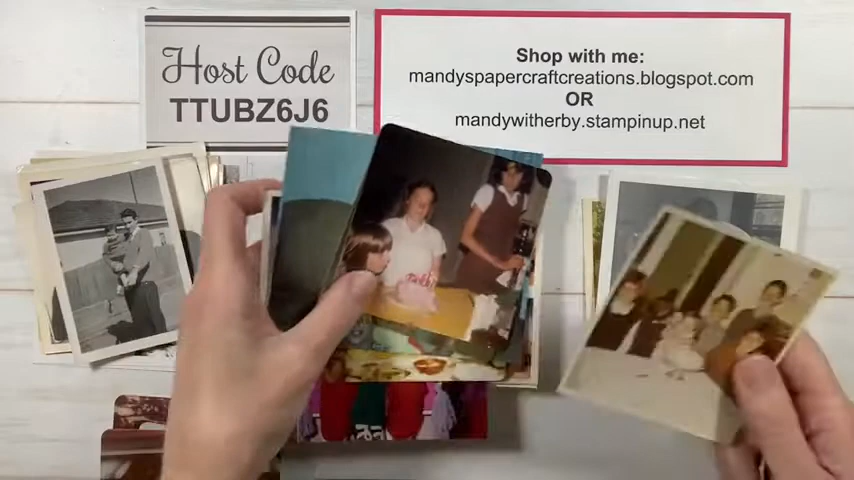 Host Code
TTUBZ6J6
Shop with me:
mandyspapercraftcreations.blogspot.com
OR
mandywitherby.stampinup.net